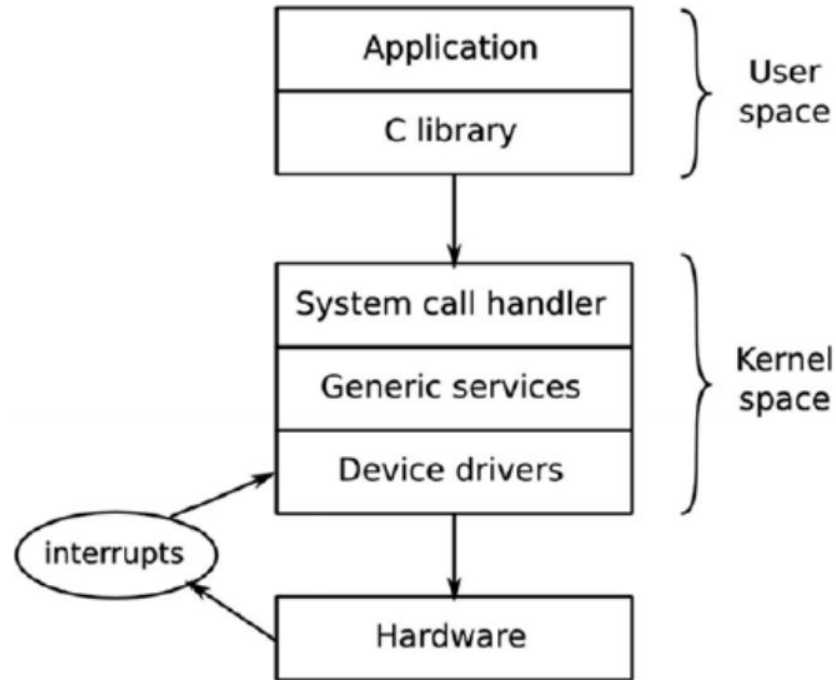 Application
C library
User
space
System call handler
Generic services
Device drivers
Kernel
space
interrupts
Hardware